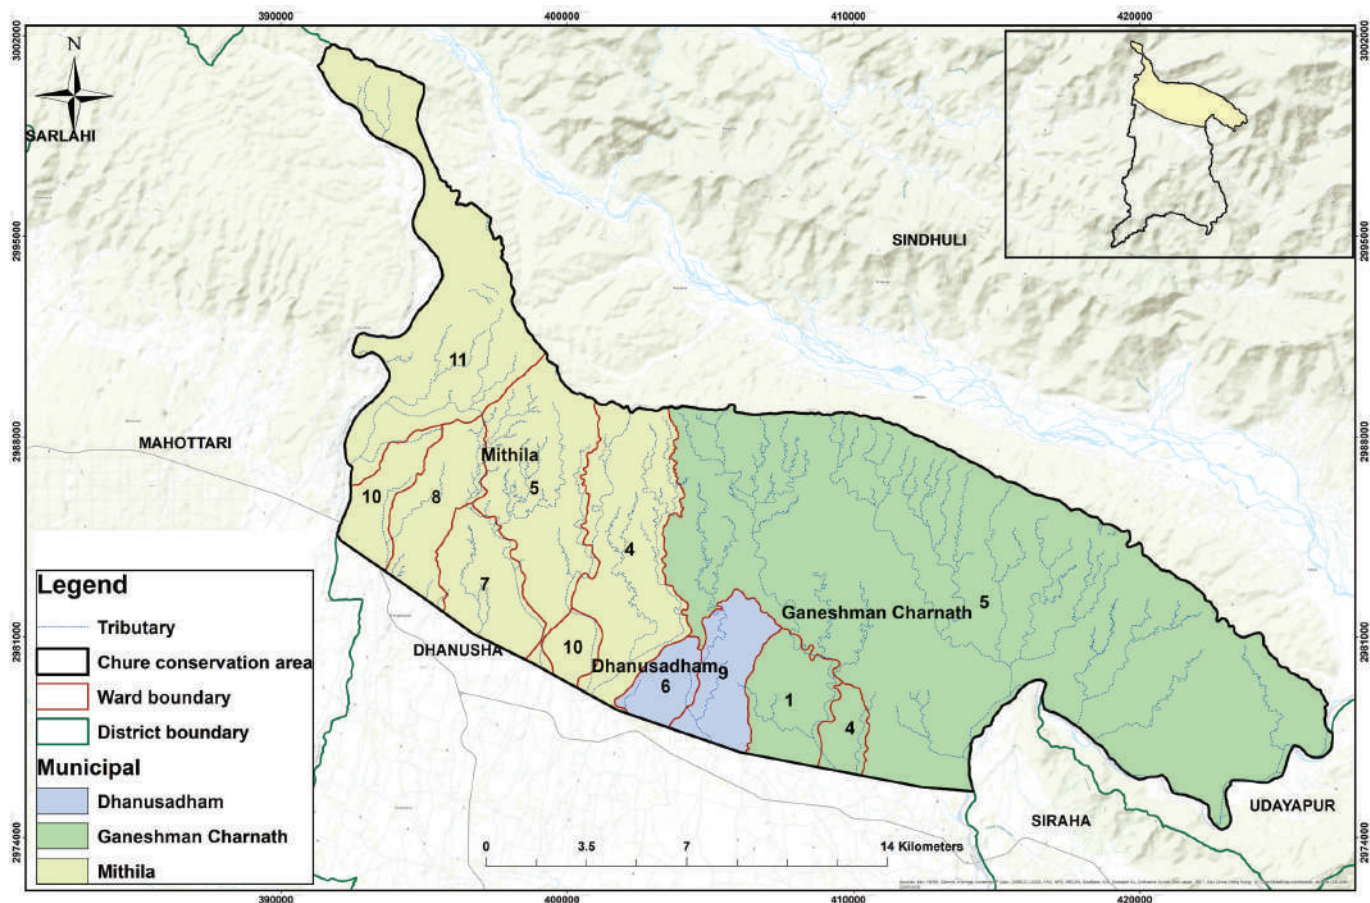 390000
400000
410000
420000
3002000
3002000
N
SARLAHI
2995000
SINDHULI
2995000
11
MAHOTTARI
2988000
Mithila
2988000
10
8
5
4
7
Ganeshman Charnath
5
2981000
2981000
DHANUSHA
10
Dhanusadham
6
9
1
4
Legend
Tributary
Chure conservation area
Ward boundary
District boundary
Municipal
Dhanusadham
Ganeshman Charnath
Mithila
SIRAHA
UDAYAPUR
2974000
2974000
0
3.5
7
14 Kilometers
390000
400000
410000
420000